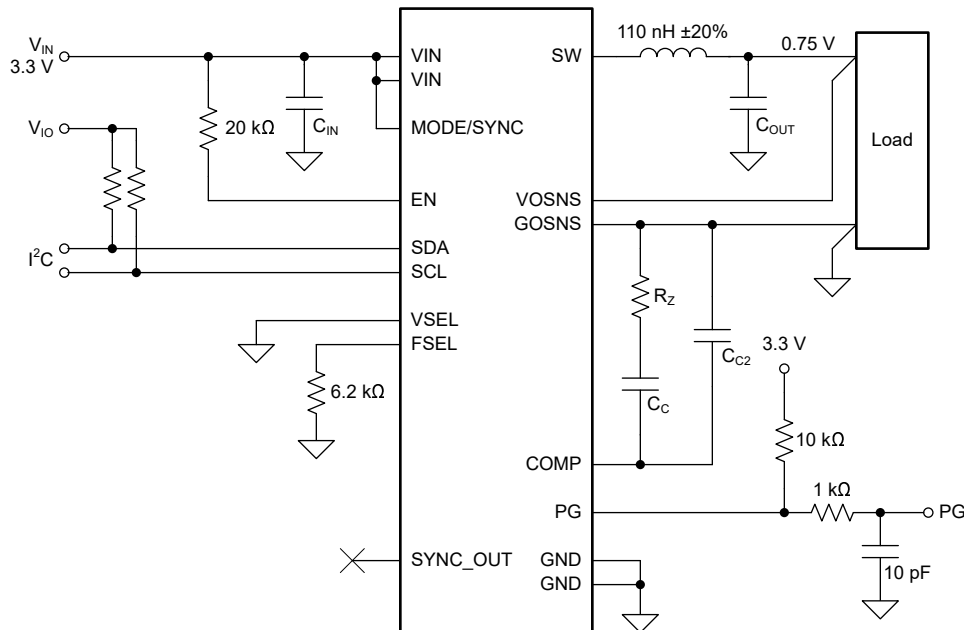 V_IN
3.3 V
V_IO
I²C
20 kΩ
C_IN
6.2 kΩ
VIN
VIN
MODE/SYNC
EN
SDA
SCL
VSEL
FSEL
SYNC_OUT
SW
VOSNS
GOSNS
COMP
PG
GND
GND
110 nH ±20%
0.75 V
C_OUT
Load
R_Z
C_C
C_C2
3.3 V
10 kΩ
1 kΩ
PG
10 pF